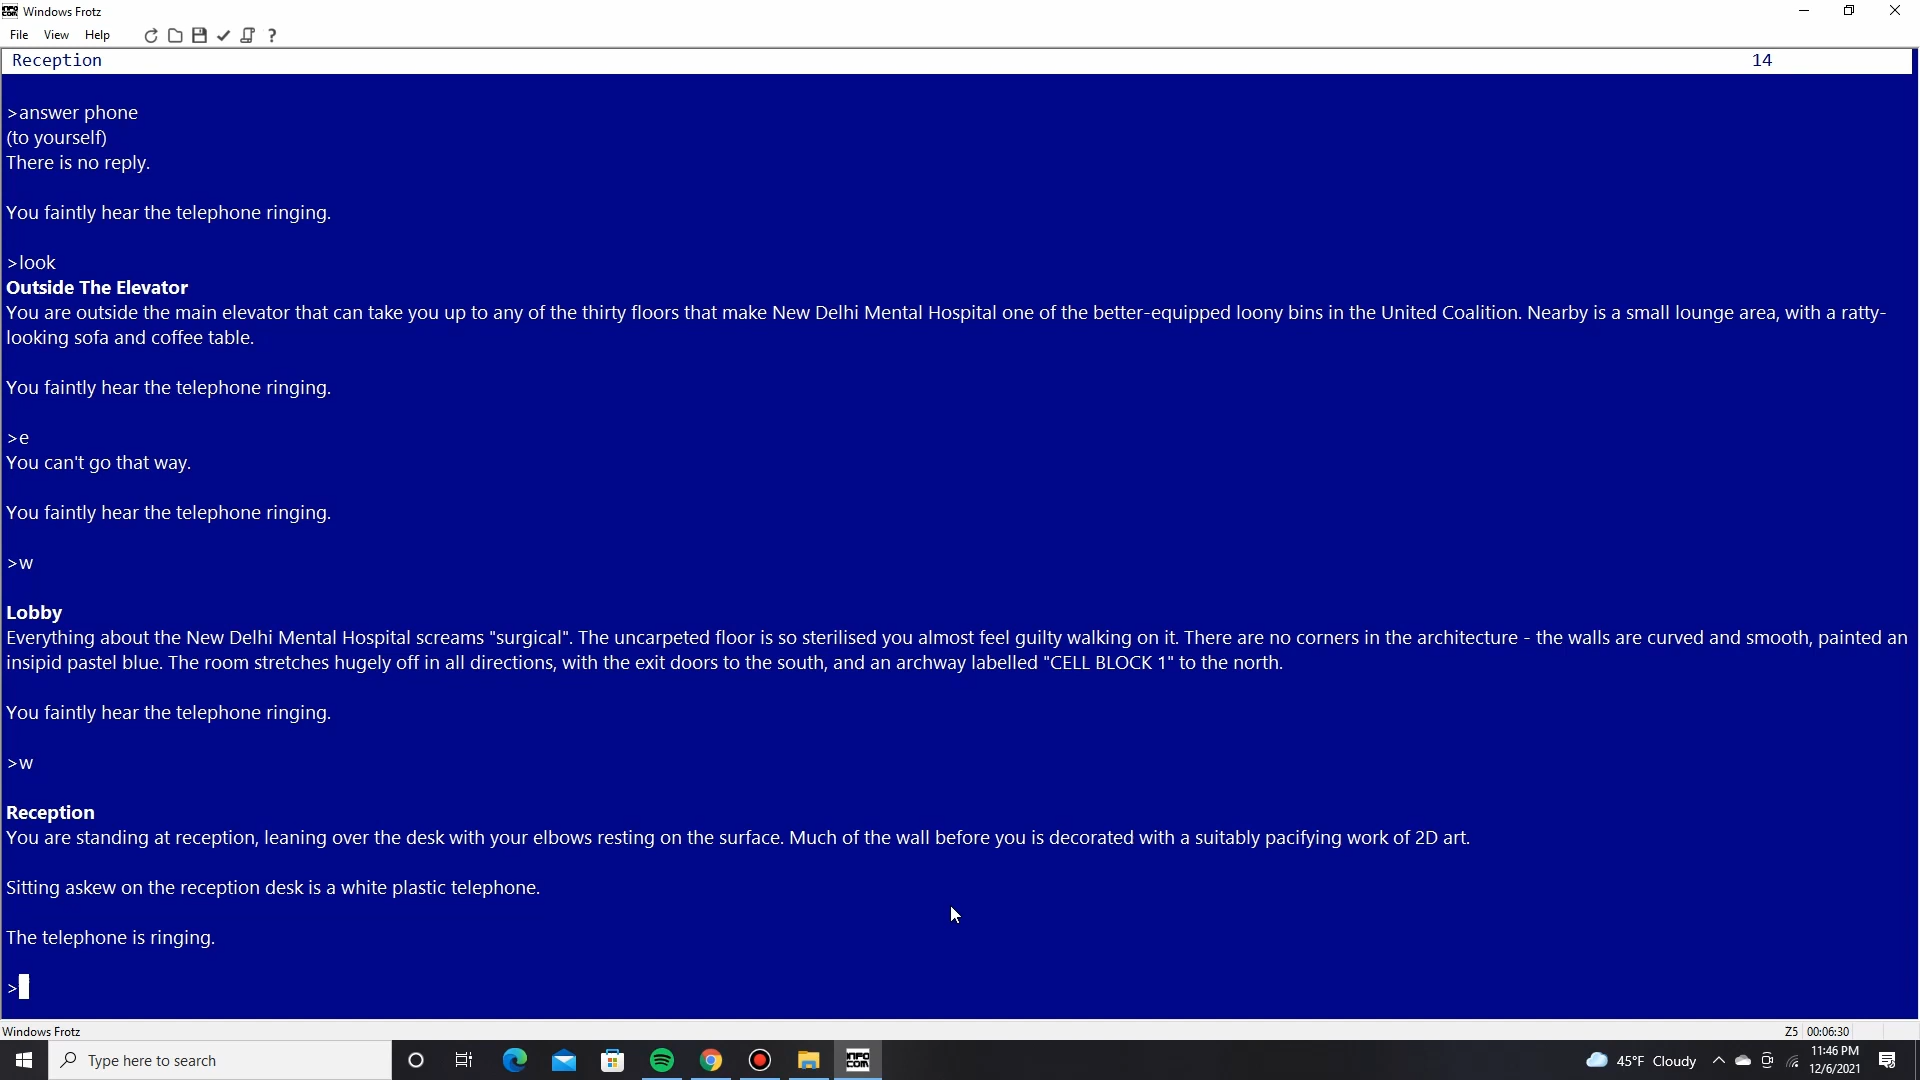 Windows Frotz
File View Help ?
Reception 14
>answer phone
(to yourself)
There is no reply.
You faintly hear the telephone ringing.
>look
Outside The Elevator
You are outside the main elevator that can take you up to any of the thirty floors that make New Delhi Mental Hospital one of the better-equipped loony bins in the United Coalition. Nearby is a small lounge area, with a ratty-
looking sofa and coffee table.
You faintly hear the telephone ringing.
>e
You can't go that way.
You faintly hear the telephone ringing.
>w
Lobby
Everything about the New Delhi Mental Hospital screams "surgical". The uncarpeted floor is so sterilised you almost feel guilty walking on it. There are no corners in the architecture - the walls are curved and smooth, painted an
insipid pastel blue. The room stretches hugely off in all directions, with the exit doors to the south, and an archway labelled "CELL BLOCK 1" to the north.
You faintly hear the telephone ringing.
>w
Reception
You are standing at reception, leaning over the desk with your elbows resting on the surface. Much of the wall before you is decorated with a suitably pacifying work of 2D art.
Sitting askew on the reception desk is a white plastic telephone.
The telephone is ringing.
>
Windows Frotz Z5 00:06:30
Type here to search INFOCOM 45°F Cloudy 11:46 PM
12/6/2021